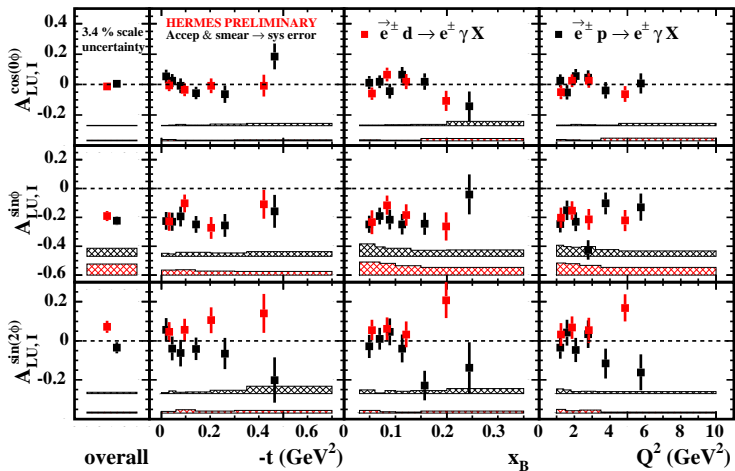 3.4 % scale
uncertainty
HERMES PRELIMINARY
Accep & smear → sys error
e⃗± d → e± γ X
e⃗± p → e± γ X
A LU, I cos(0ϕ)
0.2
0
-0.2
A LU, I sinϕ
0.2
0
-0.2
-0.4
-0.6
A LU, I sin(2ϕ)
0.2
0
-0.2
0 0.2 0.4 0.6
0 0.1 0.2 0.3
2 4 6 8 10
overall
-t (GeV²)
x_B
Q² (GeV²)